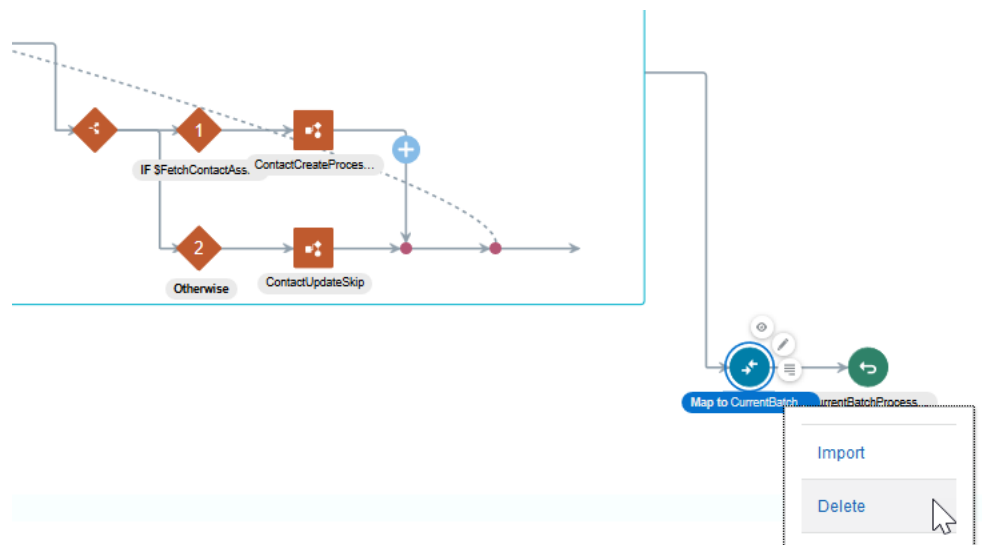 1
IF $FetchContactAss.
ContactCreateProces...
2
Otherwise
ContactUpdateSkip
Map to CurrentBatch
urrentBatchProcess...
Import
Delete